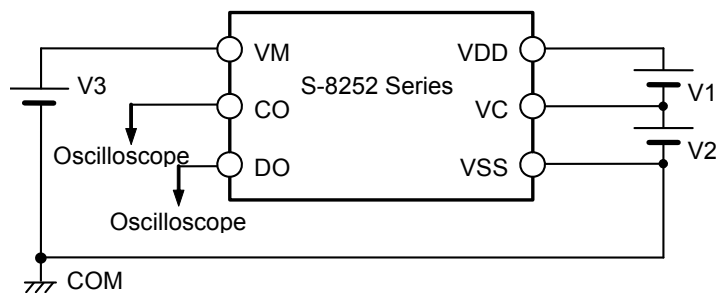 VM
VDD
V3
S-8252 Series
V1
CO
VC
Oscilloscope
V2
DO
VSS
Oscilloscope
COM